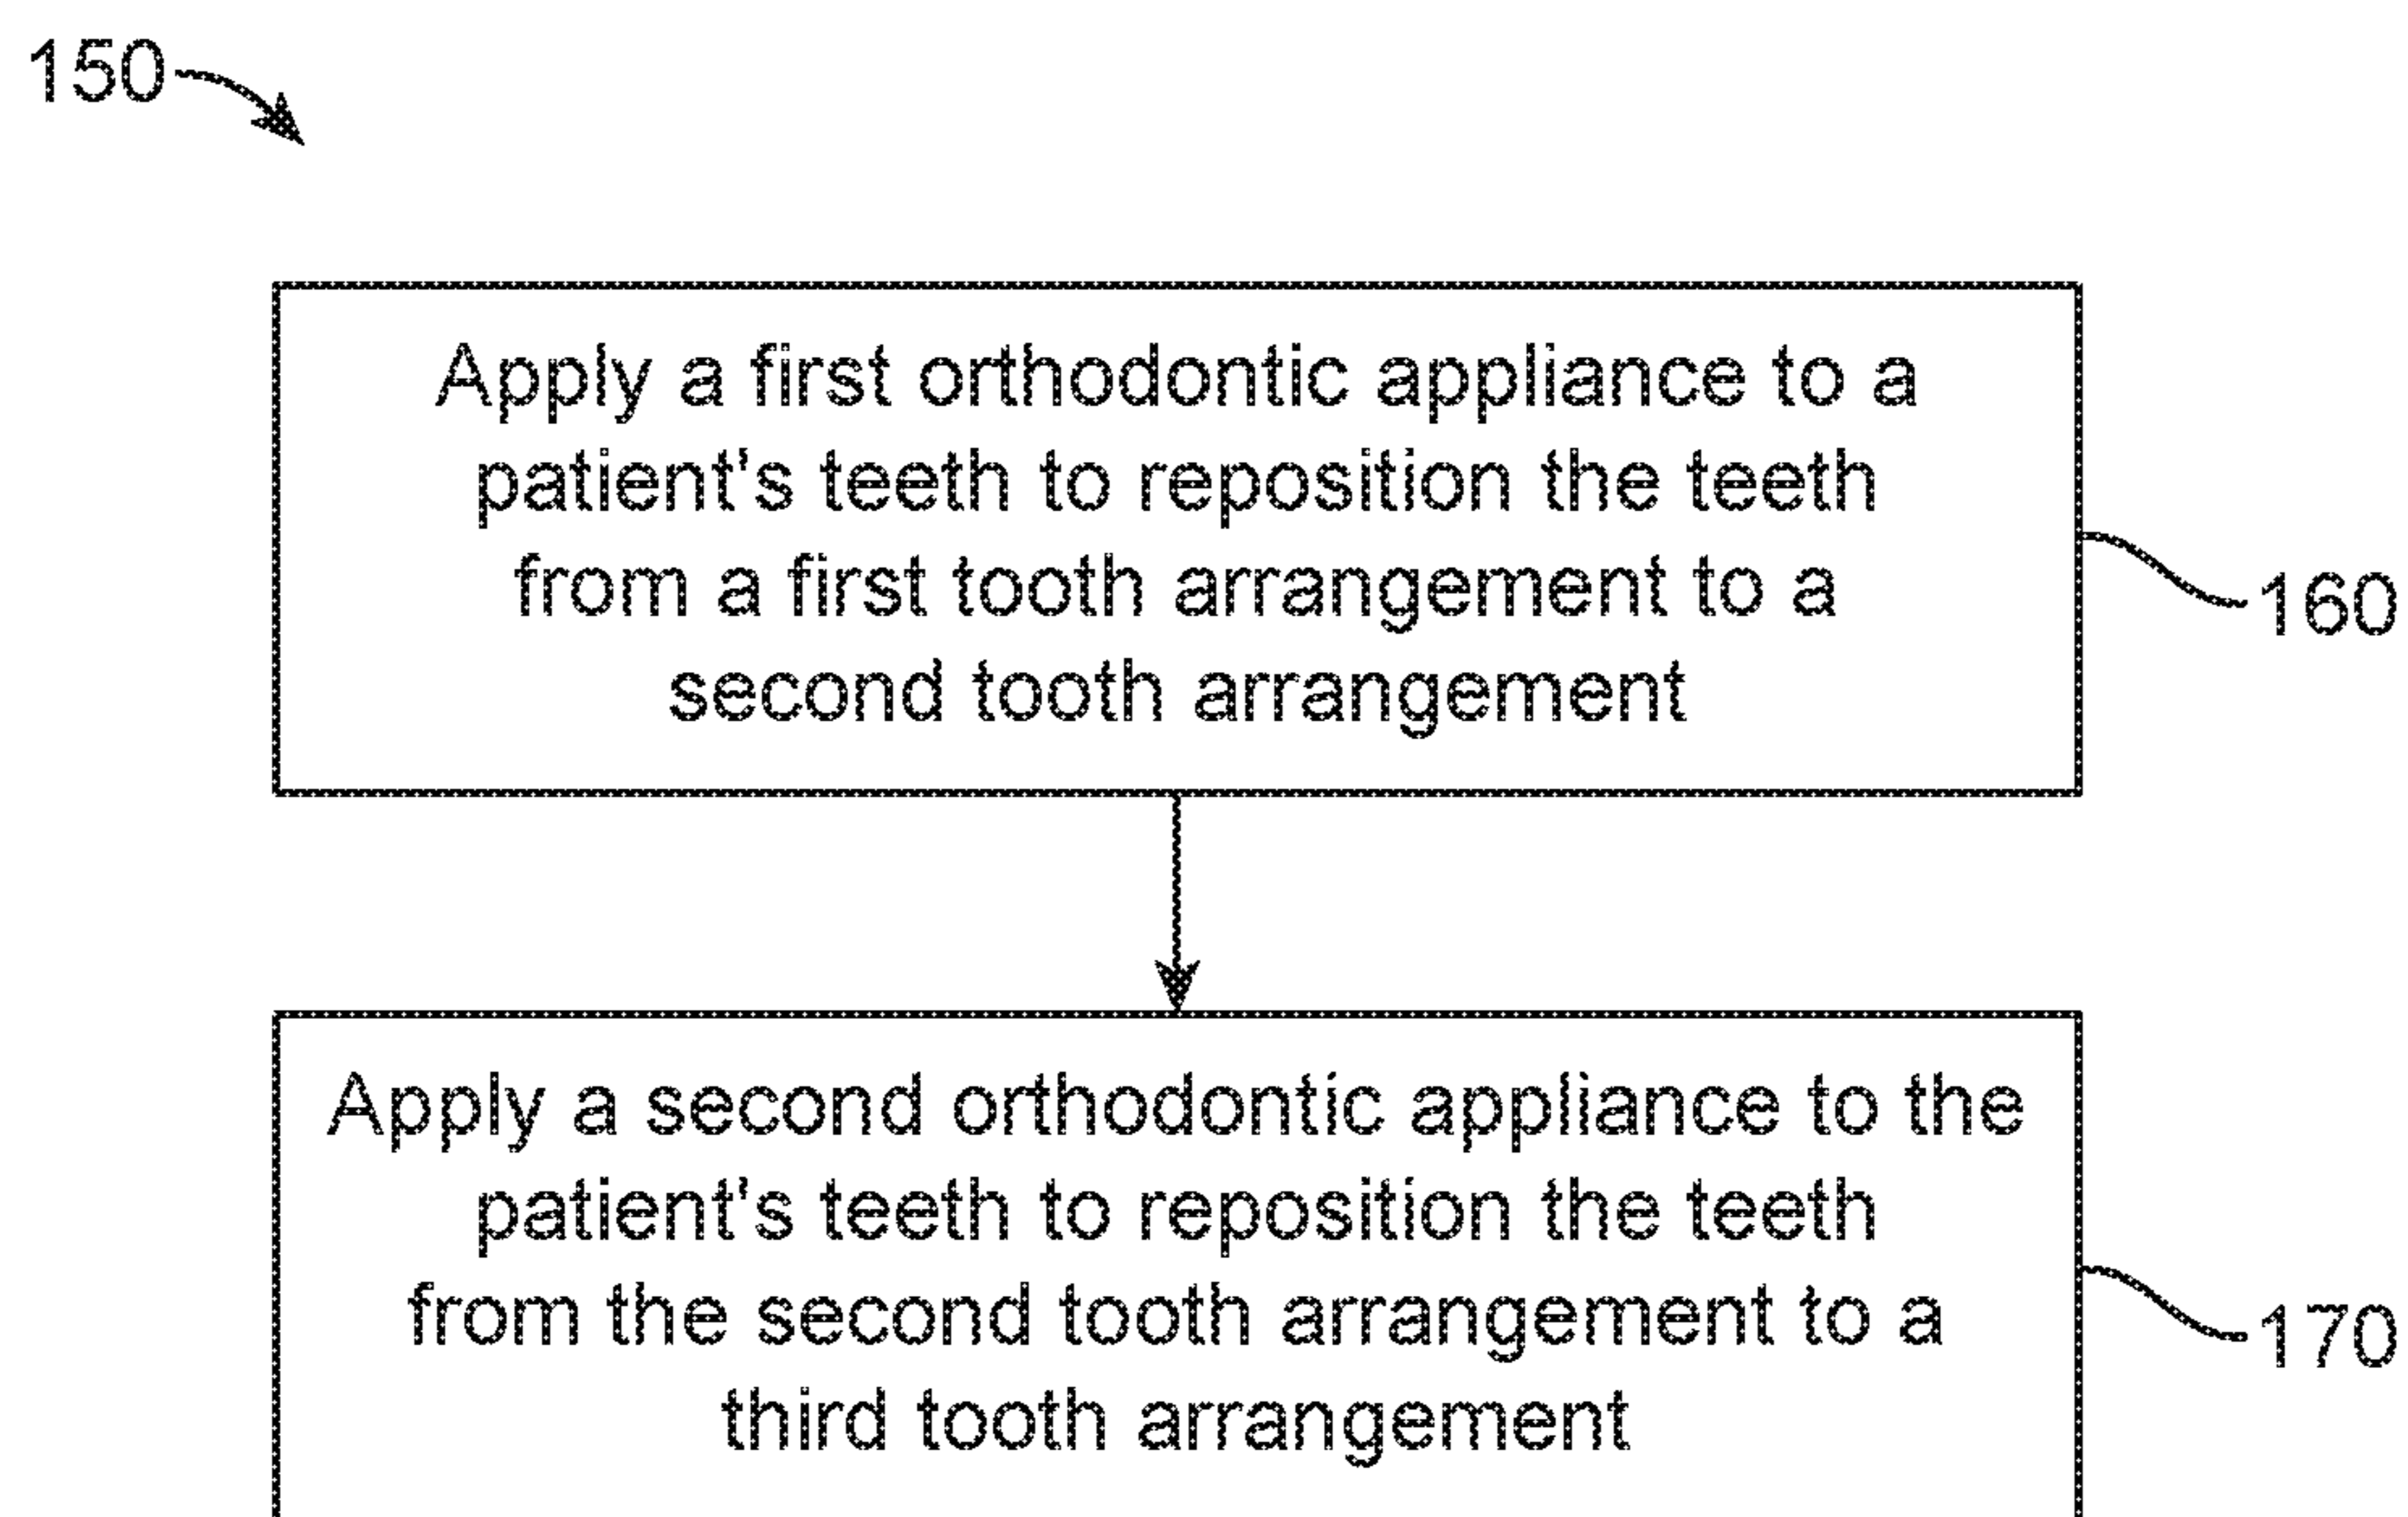 150
Apply a first orthodontic appliance to a
patient's teeth to reposition the teeth
from a first tooth arrangement to a
second tooth arrangement
160
Apply a second orthodontic appliance to the
patient's teeth to reposition the teeth
from the second tooth arrangement to a
third tooth arrangement
170